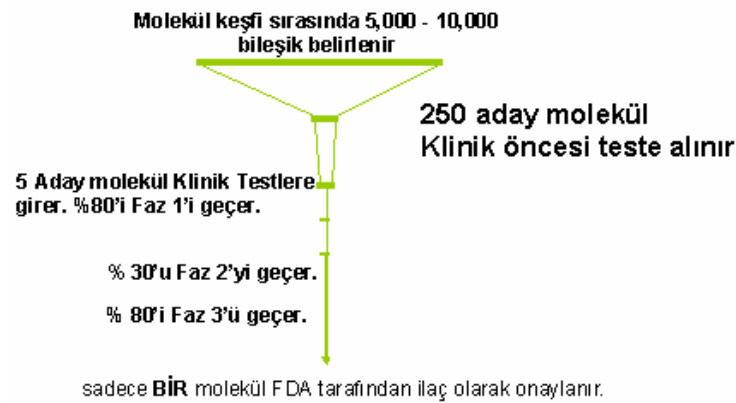 Molekül keşfi sırasında 5,000 - 10,000
bileşik belirlenir
250 aday molekül
Klinik öncesi teste alınır
5 Aday molekül Klinik Testlere
girer. %80'i Faz 1'i geçer.
% 30'u Faz 2'yi geçer.
% 80'i Faz 3'ü geçer.
sadece BİR molekül FDA tarafından ilaç olarak onaylanır.